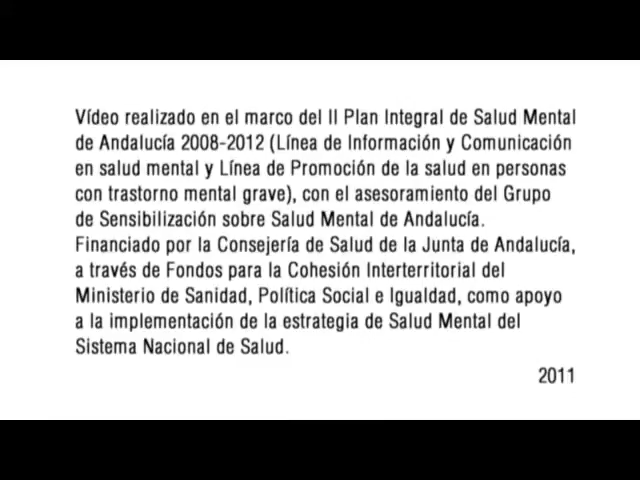 Vídeo realizado en el marco del II Plan Integral de Salud Mental
de Andalucía 2008-2012 (Línea de Información y Comunicación
en salud mental y Línea de Promoción de la salud en personas
con trastorno mental grave), con el asesoramiento del Grupo
de Sensibilización sobre Salud Mental de Andalucía.
Financiado por la Consejería de Salud de la Junta de Andalucía,
a través de Fondos para la Cohesión Interterritorial del
Ministerio de Sanidad, Política Social e Igualdad, como apoyo
a la implementación de la estrategia de Salud Mental del
Sistema Nacional de Salud.
2011